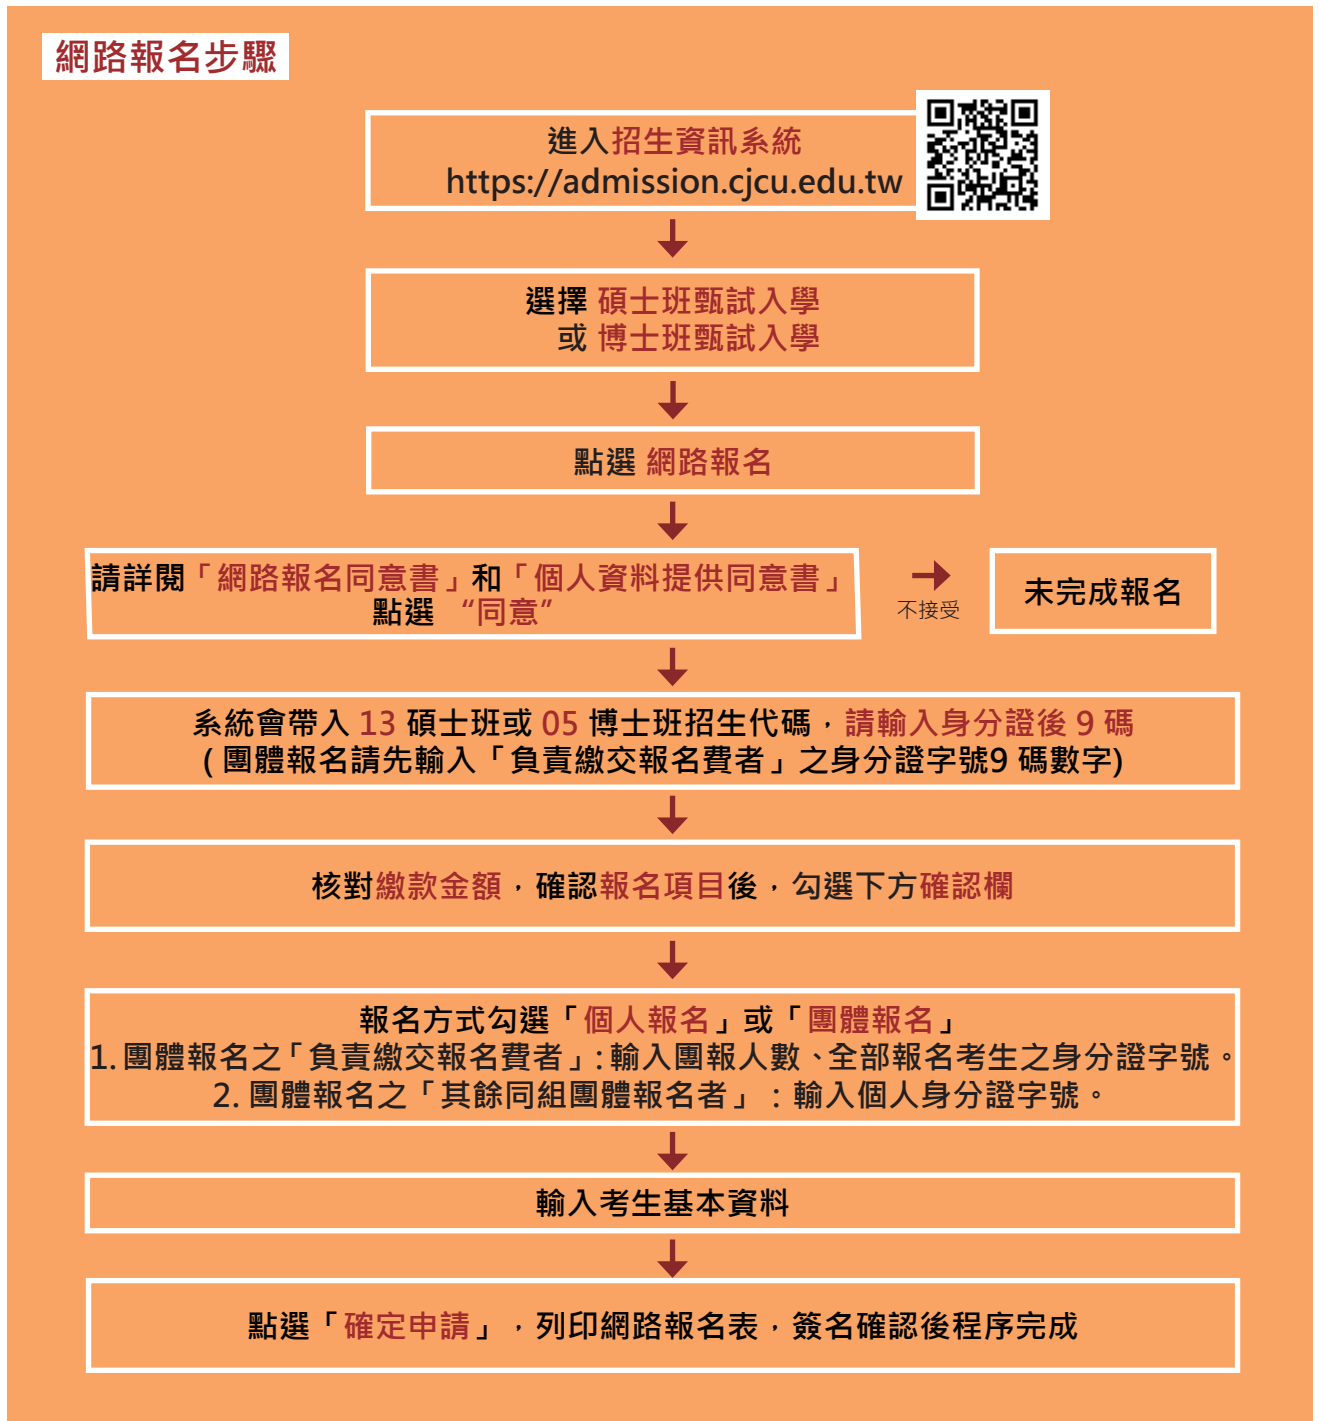 網路報名步驟
進入招生資訊系統
https://admission.cjcu.edu.tw
選擇 碩士班甄試入學
或 博士班甄試入學
點選 網路報名
請詳閱「網路報名同意書」和「個人資料提供同意書」
點選 “同意”
不接受
未完成報名
系統會帶入 13 碩士班或 05 博士班招生代碼，請輸入身分證後 9 碼
( 團體報名請先輸入「負責繳交報名費者」之身分證字號9 碼數字)
核對繳款金額，確認報名項目後，勾選下方確認欄
報名方式勾選「個人報名」或「團體報名」
1. 團體報名之「負責繳交報名費者」：輸入團報人數、全部報名考生之身分證字號。
2. 團體報名之「其餘同組團體報名者」：輸入個人身分證字號。
輸入考生基本資料
點選「確定申請」，列印網路報名表，簽名確認後程序完成